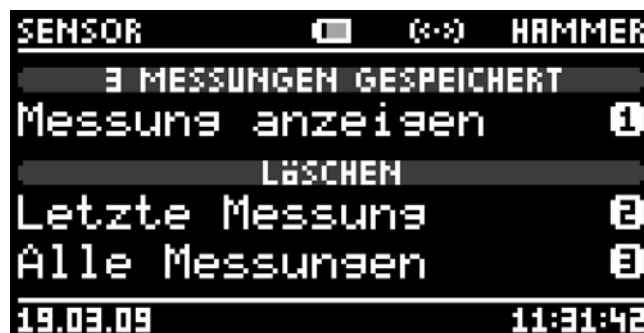 SENSOR HAMMER
3 MESSUNGEN GESPEICHERT
Messung anzeigen 1
LÖSCHEN
Letzte Messung 2
Alle Messungen 3
19.03.09 11:31:42